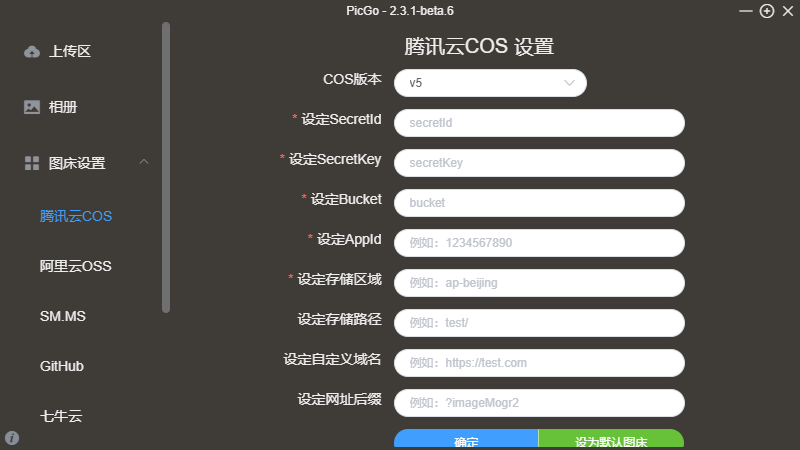 PicGo - 2.3.1-beta.6
上传区
相册
图床设置
腾讯云COS
阿里云OSS
SM.MS
GitHub
七牛云
腾讯云COS 设置
COS版本
v5
* 设定SecretId
secretId
* 设定SecretKey
secretKey
* 设定Bucket
bucket
* 设定AppId
例如：1234567890
* 设定存储区域
例如：ap-beijing
设定存储路径
例如：test/
设定自定义域名
例如：https://test.com
设定网址后缀
例如：?imageMogr2
确定
设为默认图床